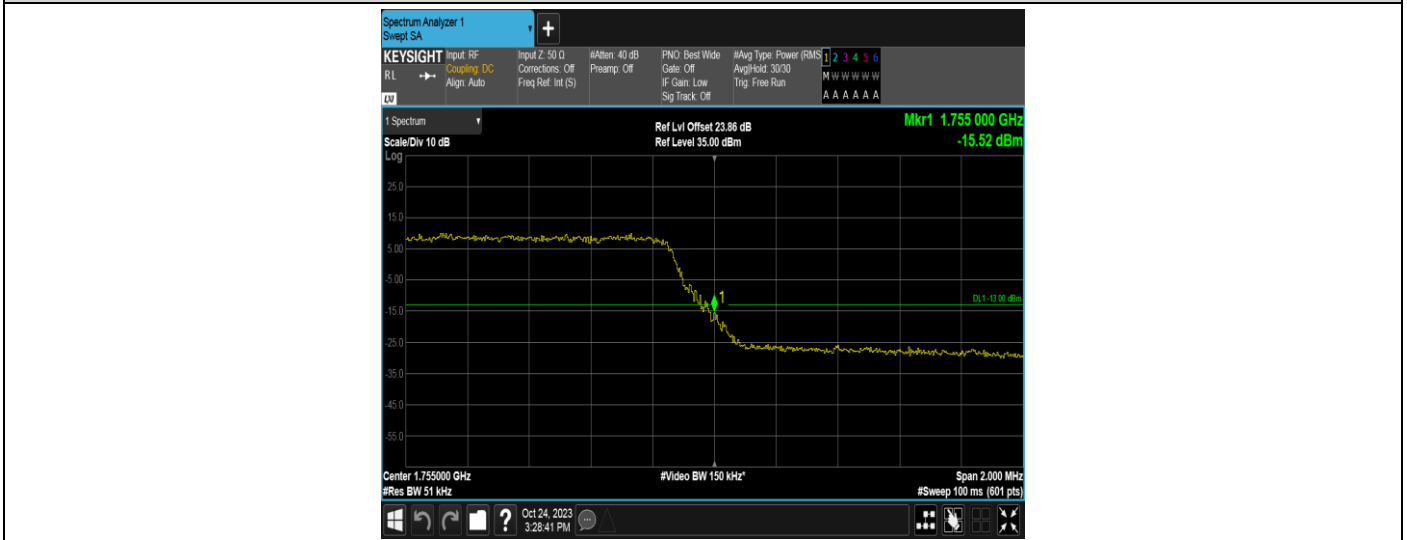 Spectrum Analyzer 1
Swept SA
+
KEYSIGHT
RL
LXI
Input: RF
Coupling: DC
Align: Auto
Input Z: 50 Ω
Corrections: Off
Freq Ref: Int (S)
#Atten: 40 dB
Preamp: Off
PNO: Best Wide
Gate: Off
IF Gain: Low
Sig Track: Off
#Avg Type: Power (RMS
Avg|Hold: 30/30
Trig: Free Run
1 2 3 4 5 6
M W W W W W
A A A A A A
1 Spectrum
Scale/Div 10 dB
Ref Lvl Offset 23.86 dB
Ref Level 35.00 dBm
Mkr1 1.755 000 GHz
-15.52 dBm
Log
25.0
15.0
5.00
-5.00
-15.0
-25.0
-35.0
-45.0
-55.0
1
DL1 -13.00 dBm
Center 1.755000 GHz
#Res BW 51 kHz
#Video BW 150 kHz*
Span 2.000 MHz
#Sweep 100 ms (601 pts)
?
Oct 24, 2023
3:28:41 PM